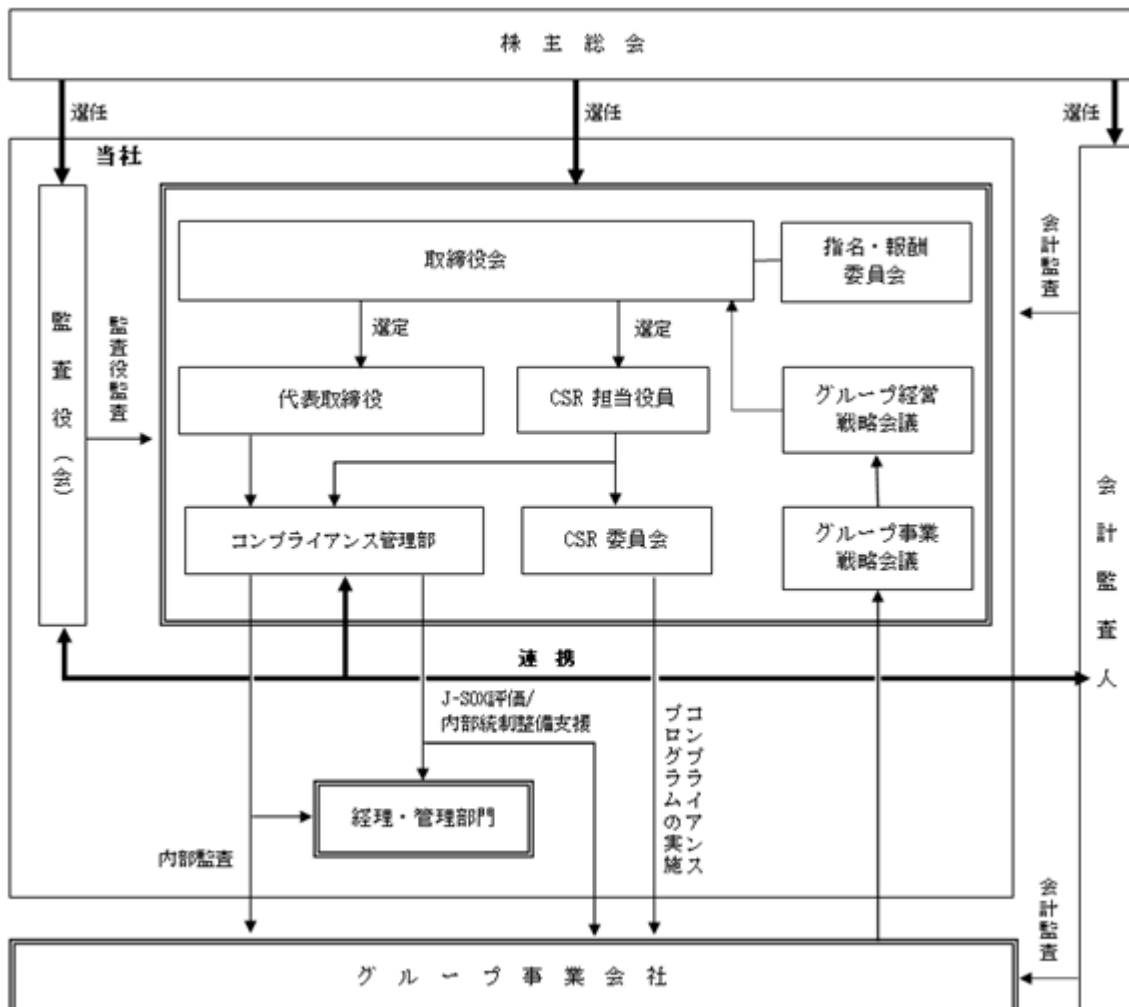 株主総会
選任
選任
選任
当社
取締役会
指名・報酬
委員会
会計監査
監査役(会)
監査役監査
選定
選定
代表取締役
CSR 担当役員
グループ経営
戦略会議
コンプライアンス管理部
CSR 委員会
グループ事業
戦略会議
会計監査人
連携
J-SOX評価/
内部統制整備支援
コンプライアンス
プログラムの実施
経理・管理部門
内部監査
会計監査
グループ事業会社